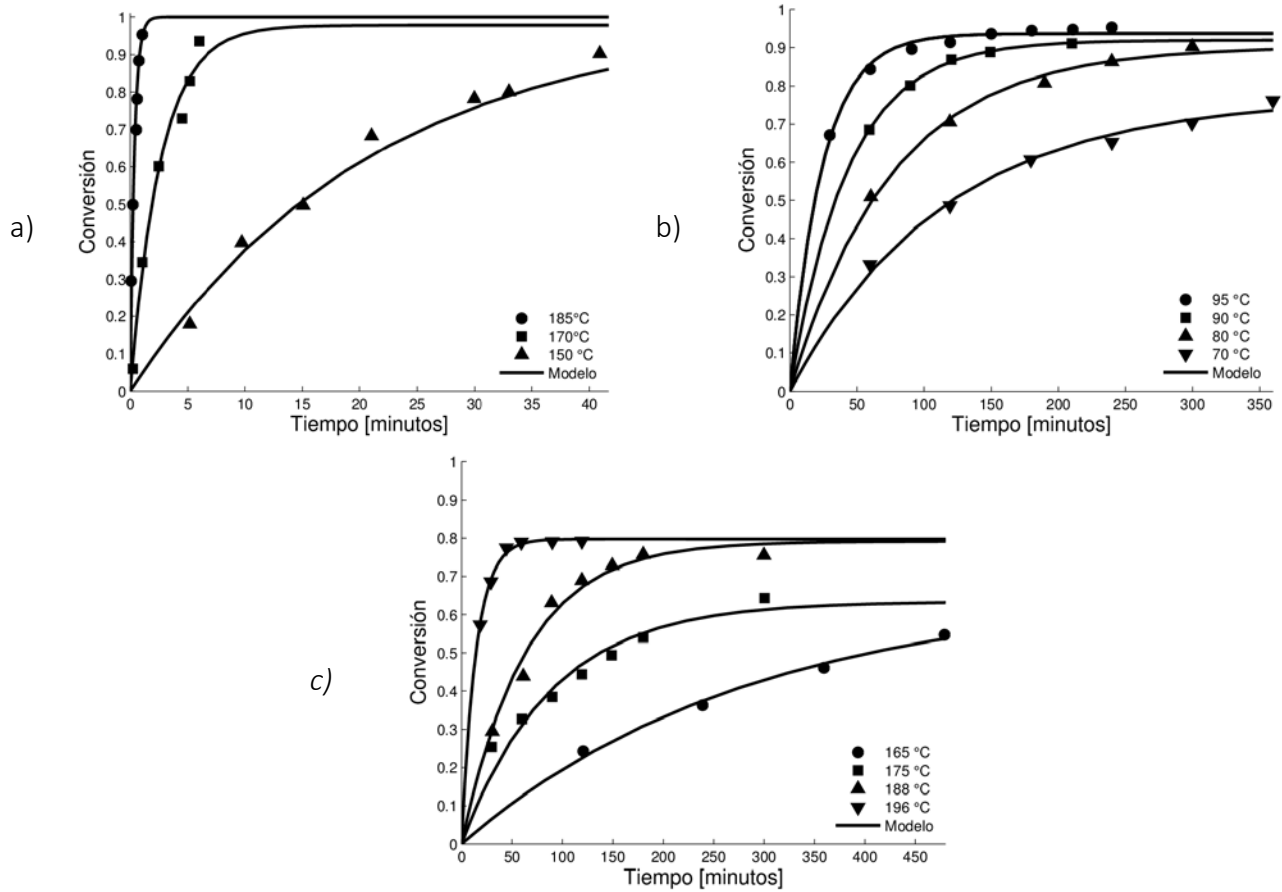 a)
Conversión
1
0.9
0.8
0.7
0.6
0.5
0.4
0.3
0.2
0.1
0
0 5 10 15 20 25 30 35 40
Tiempo [minutos]
185°C
170°C
150 °C
Modelo
b)
Conversión
1
0.9
0.8
0.7
0.6
0.5
0.4
0.3
0.2
0.1
0
0 50 100 150 200 250 300 350
Tiempo [minutos]
95 °C
90 °C
80 °C
70 °C
Modelo
c)
Conversión
1
0.9
0.8
0.7
0.6
0.5
0.4
0.3
0.2
0.1
0
0 50 100 150 200 250 300 350 400 450
Tiempo [minutos]
165 °C
175 °C
188 °C
196 °C
Modelo